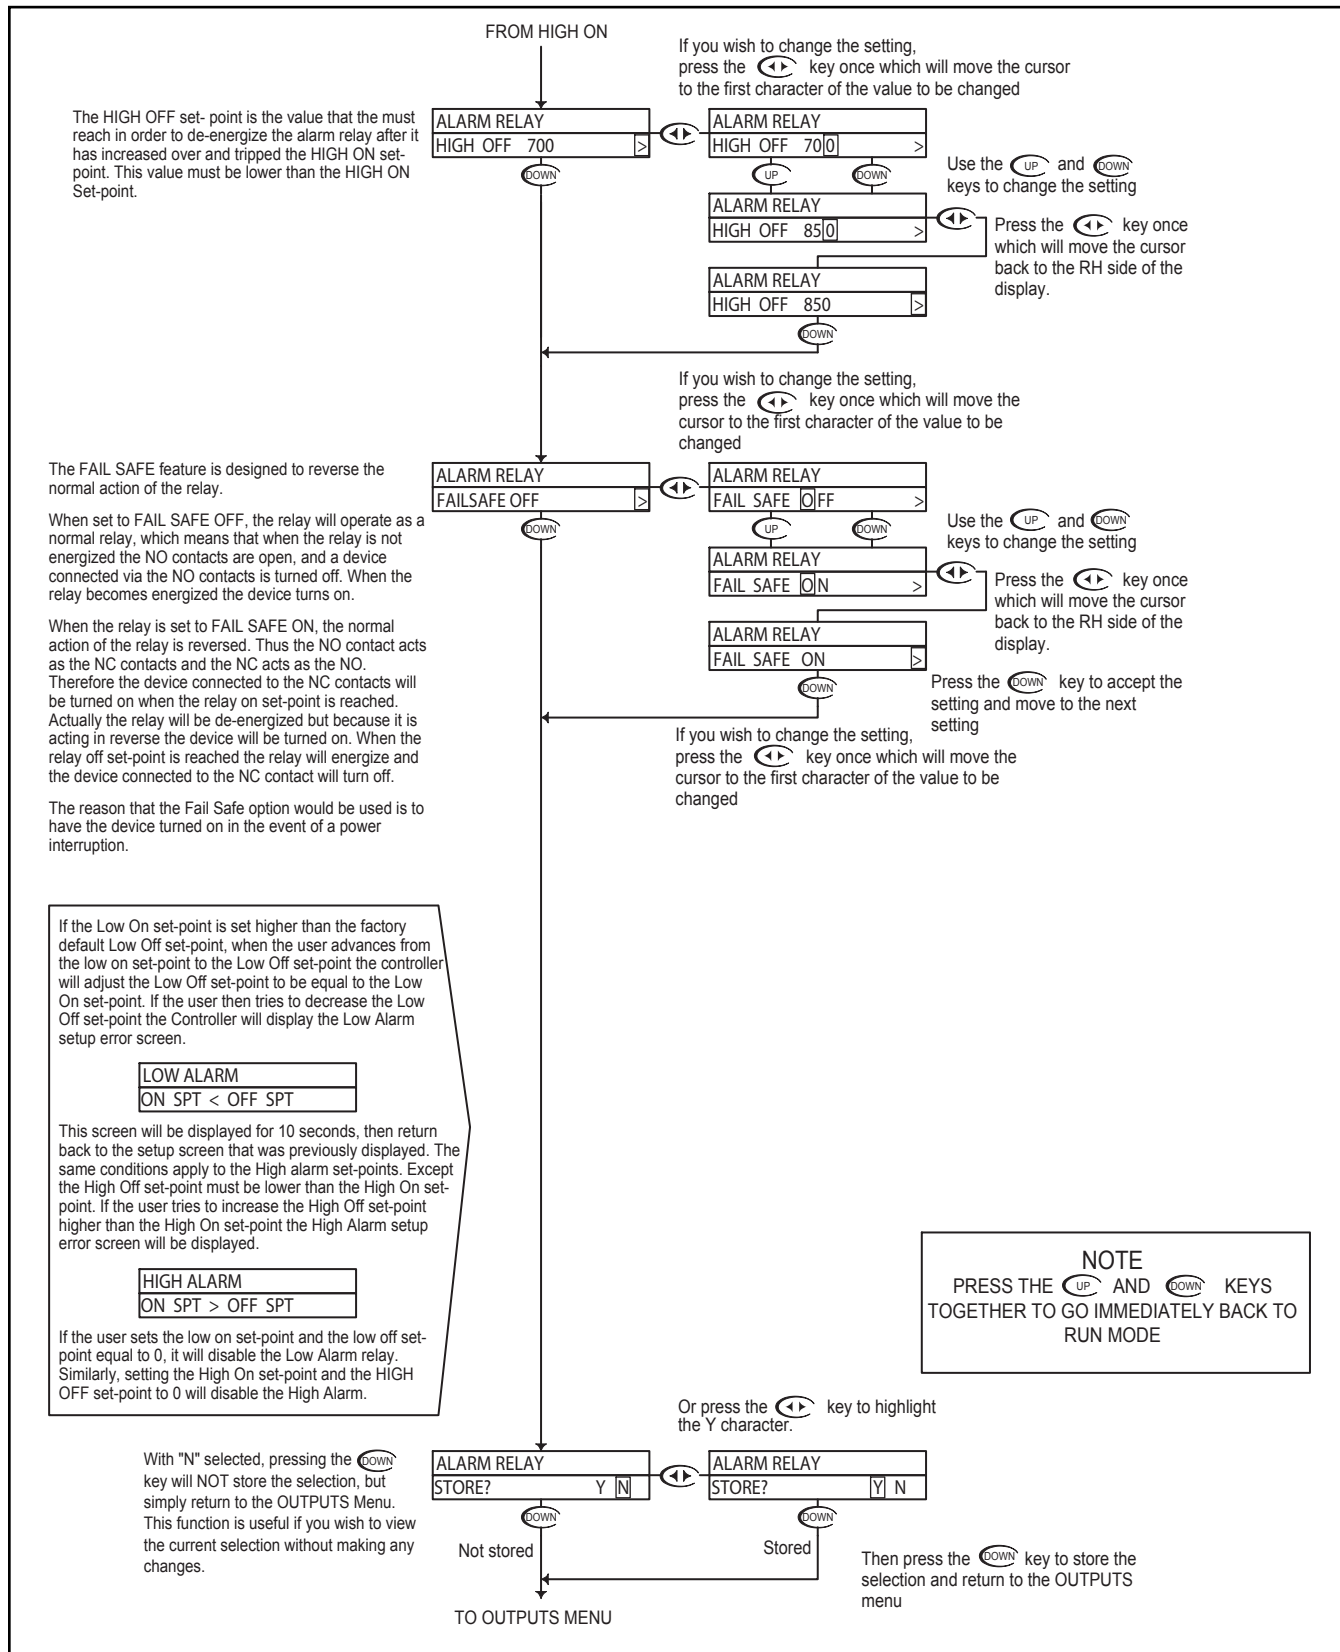 FROM HIGH ON
If you wish to change the setting,
press the key once which will move the cursor
to the first character of the value to be changed
The HIGH OFF set- point is the value that the must
reach in order to de-energize the alarm relay after it
has increased over and tripped the HIGH ON set-
point. This value must be lower than the HIGH ON
Set-point.
ALARM RELAY
HIGH OFF 700 >
DOWN
ALARM RELAY
HIGH OFF 700 >
UP DOWN
Use the UP and DOWN
keys to change the setting
ALARM RELAY
HIGH OFF 850 >
Press the key once
which will move the cursor
back to the RH side of the
display.
ALARM RELAY
HIGH OFF 850 >
DOWN
If you wish to change the setting,
press the key once which will move the
cursor to the first character of the value to be
changed
The FAIL SAFE feature is designed to reverse the
normal action of the relay.
When set to FAIL SAFE OFF, the relay will operate as a
normal relay, which means that when the relay is not
energized the NO contacts are open, and a device
connected via the NO contacts is turned off. When the
relay becomes energized the device turns on.
When the relay is set to FAIL SAFE ON, the normal
action of the relay is reversed. Thus the NO contact acts
as the NC contacts and the NC acts as the NO.
Therefore the device connected to the NC contacts will
be turned on when the relay on set-point is reached.
Actually the relay will be de-energized but because it is
acting in reverse the device will be turned on. When the
relay off set-point is reached the relay will energize and
the device connected to the NC contact will turn off.
The reason that the Fail Safe option would be used is to
have the device turned on in the event of a power
interruption.
ALARM RELAY
FAILSAFE OFF >
DOWN
ALARM RELAY
FAIL SAFE OFF >
UP DOWN
Use the UP and DOWN
keys to change the setting
ALARM RELAY
FAIL SAFE ON >
Press the key once
which will move the cursor
back to the RH side of the
display.
ALARM RELAY
FAIL SAFE ON >
DOWN
Press the DOWN key to accept the
setting and move to the next
setting
If you wish to change the setting,
press the key once which will move the
cursor to the first character of the value to be
changed
If the Low On set-point is set higher than the factory
default Low Off set-point, when the user advances from
the low on set-point to the Low Off set-point the controller
will adjust the Low Off set-point to be equal to the Low
On set-point. If the user then tries to decrease the Low
Off set-point the Controller will display the Low Alarm
setup error screen.
LOW ALARM
ON SPT < OFF SPT
This screen will be displayed for 10 seconds, then return
back to the setup screen that was previously displayed. The
same conditions apply to the High alarm set-points. Except
the High Off set-point must be lower than the High On set-
point. If the user tries to increase the High Off set-point
higher than the High On set-point the High Alarm setup
error screen will be displayed.
HIGH ALARM
ON SPT > OFF SPT
If the user sets the low on set-point and the low off set-
point equal to 0, it will disable the Low Alarm relay.
Similarly, setting the High On set-point and the HIGH
OFF set-point to 0 will disable the High Alarm.
NOTE
PRESS THE UP AND DOWN KEYS
TOGETHER TO GO IMMEDIATELY BACK TO
RUN MODE
Or press the key to highlight
the Y character.
With "N" selected, pressing the DOWN
key will NOT store the selection, but
simply return to the OUTPUTS Menu.
This function is useful if you wish to view
the current selection without making any
changes.
ALARM RELAY
STORE? Y N
DOWN
Not stored
ALARM RELAY
STORE? Y N
DOWN
Stored
Then press the DOWN key to store the
selection and return to the OUTPUTS
menu
TO OUTPUTS MENU